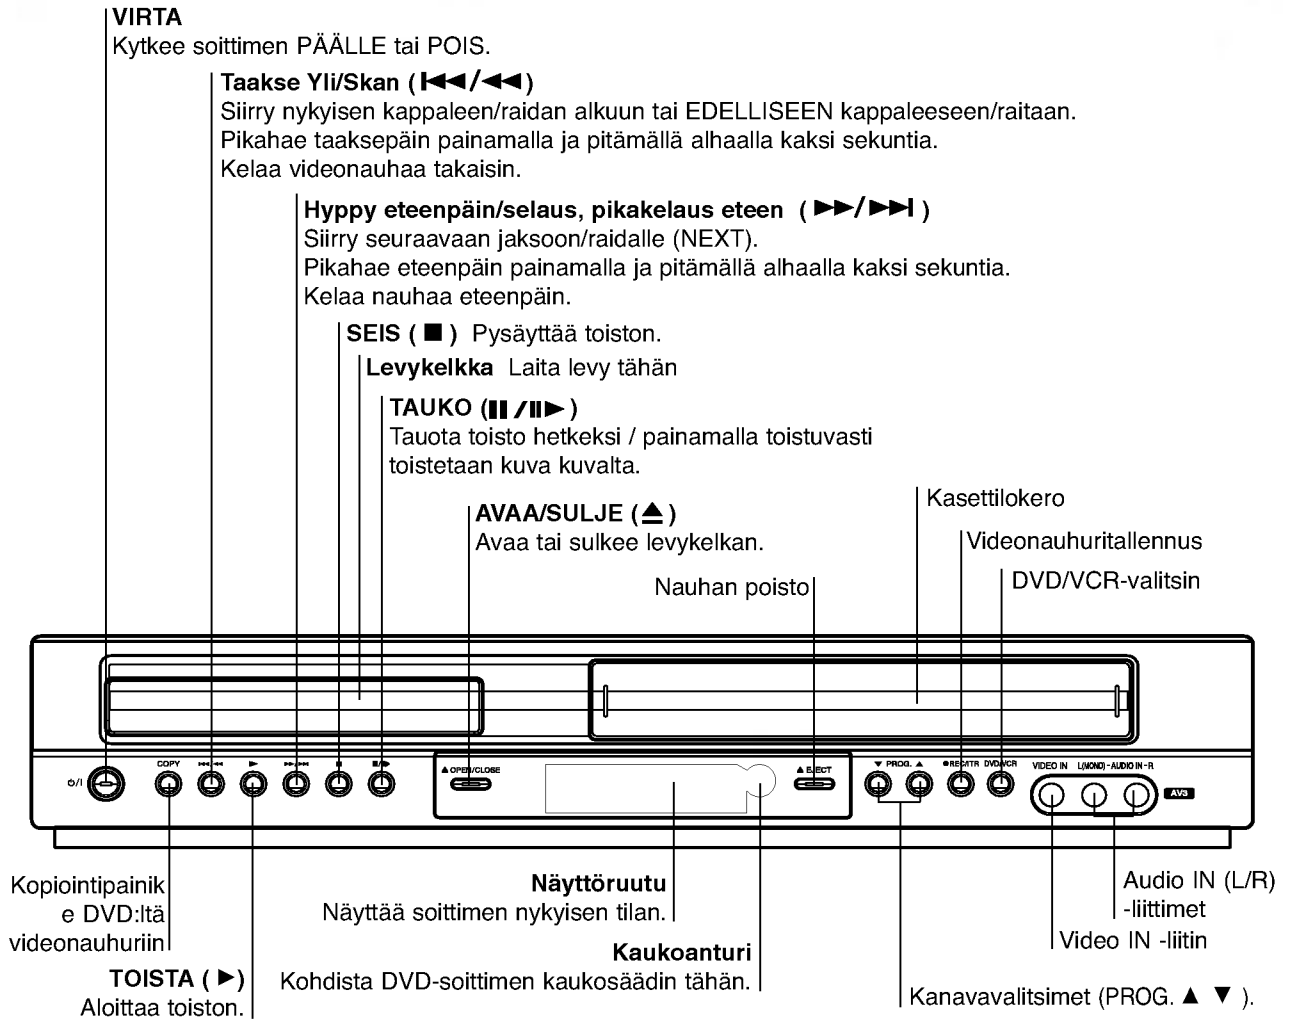 VIRTA
Kytkee soittimen PÄÄLLE tai POIS.
Taakse Yli/Skan (⏮/◀◀)
Siirry nykyisen kappaleen/raidan alkuun tai EDELLISEEN kappaleeseen/raitaan.
Pikahae taaksepäin painamalla ja pitämällä alhaalla kaksi sekuntia.
Kelaa videonauhaa takaisin.
Hyppy eteenpäin/selaus, pikakelaus eteen (▶▶/⏭)
Siirry seuraavaan jaksoon/raidalle (NEXT).
Pikahae eteenpäin painamalla ja pitämällä alhaalla kaksi sekuntia.
Kelaa nauhaa eteenpäin.
SEIS (■) Pysäyttää toiston.
Levykelkka Laita levy tähän
TAUKO (❚❚/❚❚▶)
Tauota toisto hetkeksi / painamalla toistuvasti
toistetaan kuva kuvalta.
AVAA/SULJE (⏏)
Avaa tai sulkee levykelkan.
Kasettilokero
Videonauhuritallennus
DVD/VCR-valitsin
Nauhan poisto
⏻/I
COPY
⏮/◀◀
▶
▶▶/⏭
■
❚❚/❚❚▶
▲ OPEN/CLOSE
▲ EJECT
▼ PROG. ▲
●REC/ITR
DVD/VCR
VIDEO IN
L(MONO) - AUDIO IN - R
AV3
Kopiointipainik
e DVD:ltä
videonauhuriin
TOISTA (▶)
Aloittaa toiston.
Näyttöruutu
Näyttää soittimen nykyisen tilan.
Kaukoanturi
Kohdista DVD-soittimen kaukosäädin tähän.
Audio IN (L/R)
-liittimet
Video IN -liitin
Kanavavalitsimet (PROG. ▲ ▼ ).